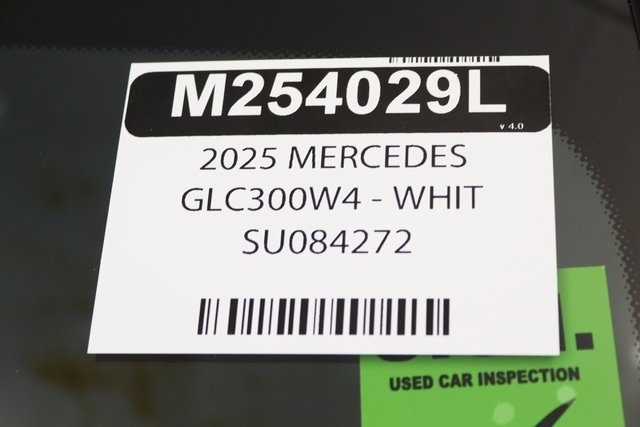 M254029L
v 4.0
2025 MERCEDES
GLC300W4 - WHIT
SU084272
USED CAR INSPECTION